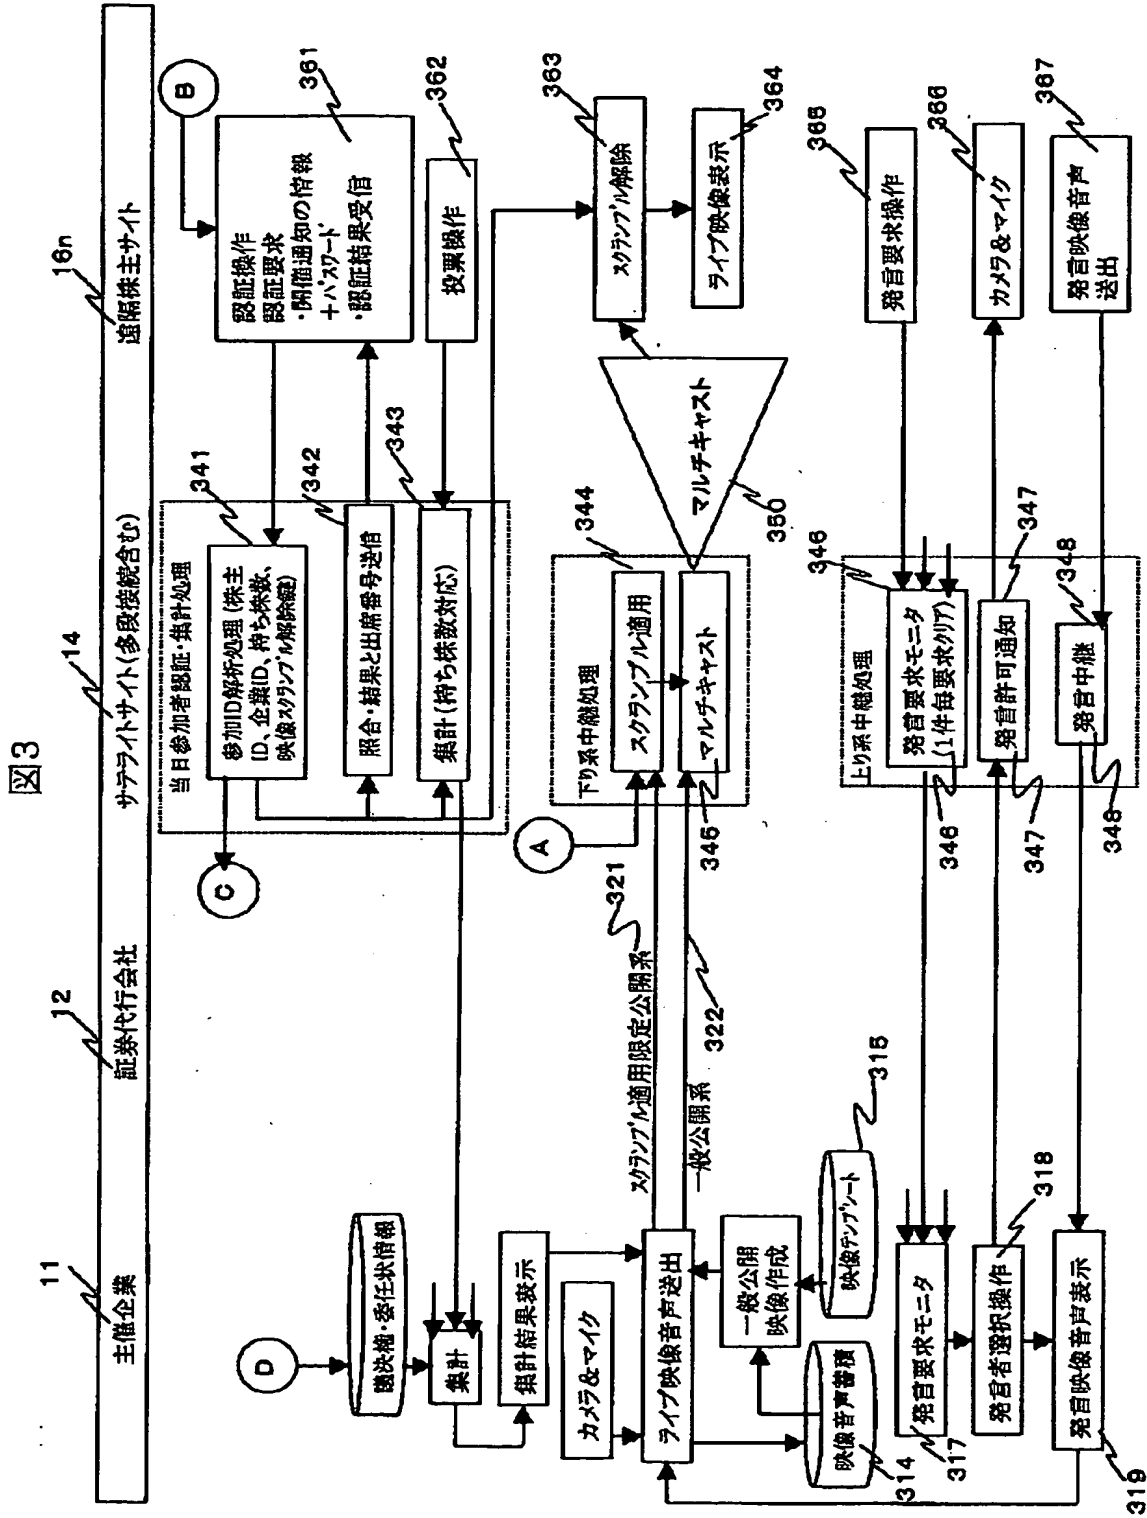 図3
主催企業
11
証券代行会社
12
サテライトサイト(多段接続含む)
14
遠隔株主サイト
16n
D
議決権・委任状情報
集計
集計結果表示
カメラ&マイク
ライブ映像音声送出
一般公開
映像作成
映像テンプレート
315
映像音声蓄積
314
発言要求モニタ
317
発言者選択操作
318
発言映像音声表示
319
スクランブル適用限定公開系
321
一般公開系
322
C
当日参加者認証・集計処理
参加ID解析処理(株主
ID、企業ID、持ち株数、
映像スクランブル解除鍵)
341
照合・結果と出席番号送信
342
集計(持ち株数対応)
343
A
下り系中継処理
スクランブル適用
344
マルチキャスト
345
マルチキャスト
350
上り系中継処理
発言要求モニタ
(1件毎要求クリア)
346
346
発言許可通知
347
347
発言中継
348
348
B
認証操作
認証要求
・開催通知の情報
+パスワード
・認証結果受信
361
投票操作
362
スクランブル解除
363
ライブ映像表示
364
発言要求操作
365
カメラ&マイク
366
発言映像音声
送出
367